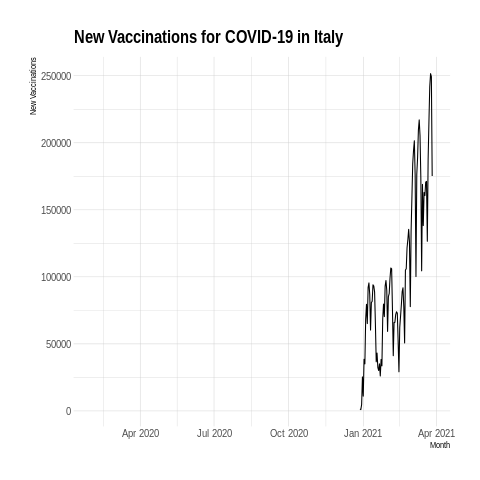 New Vaccinations for COVID-19 in Italy
New Vaccinations
250000
200000
150000
100000
50000
0
Apr 2020 Jul 2020 Oct 2020 Jan 2021 Apr 2021
Month